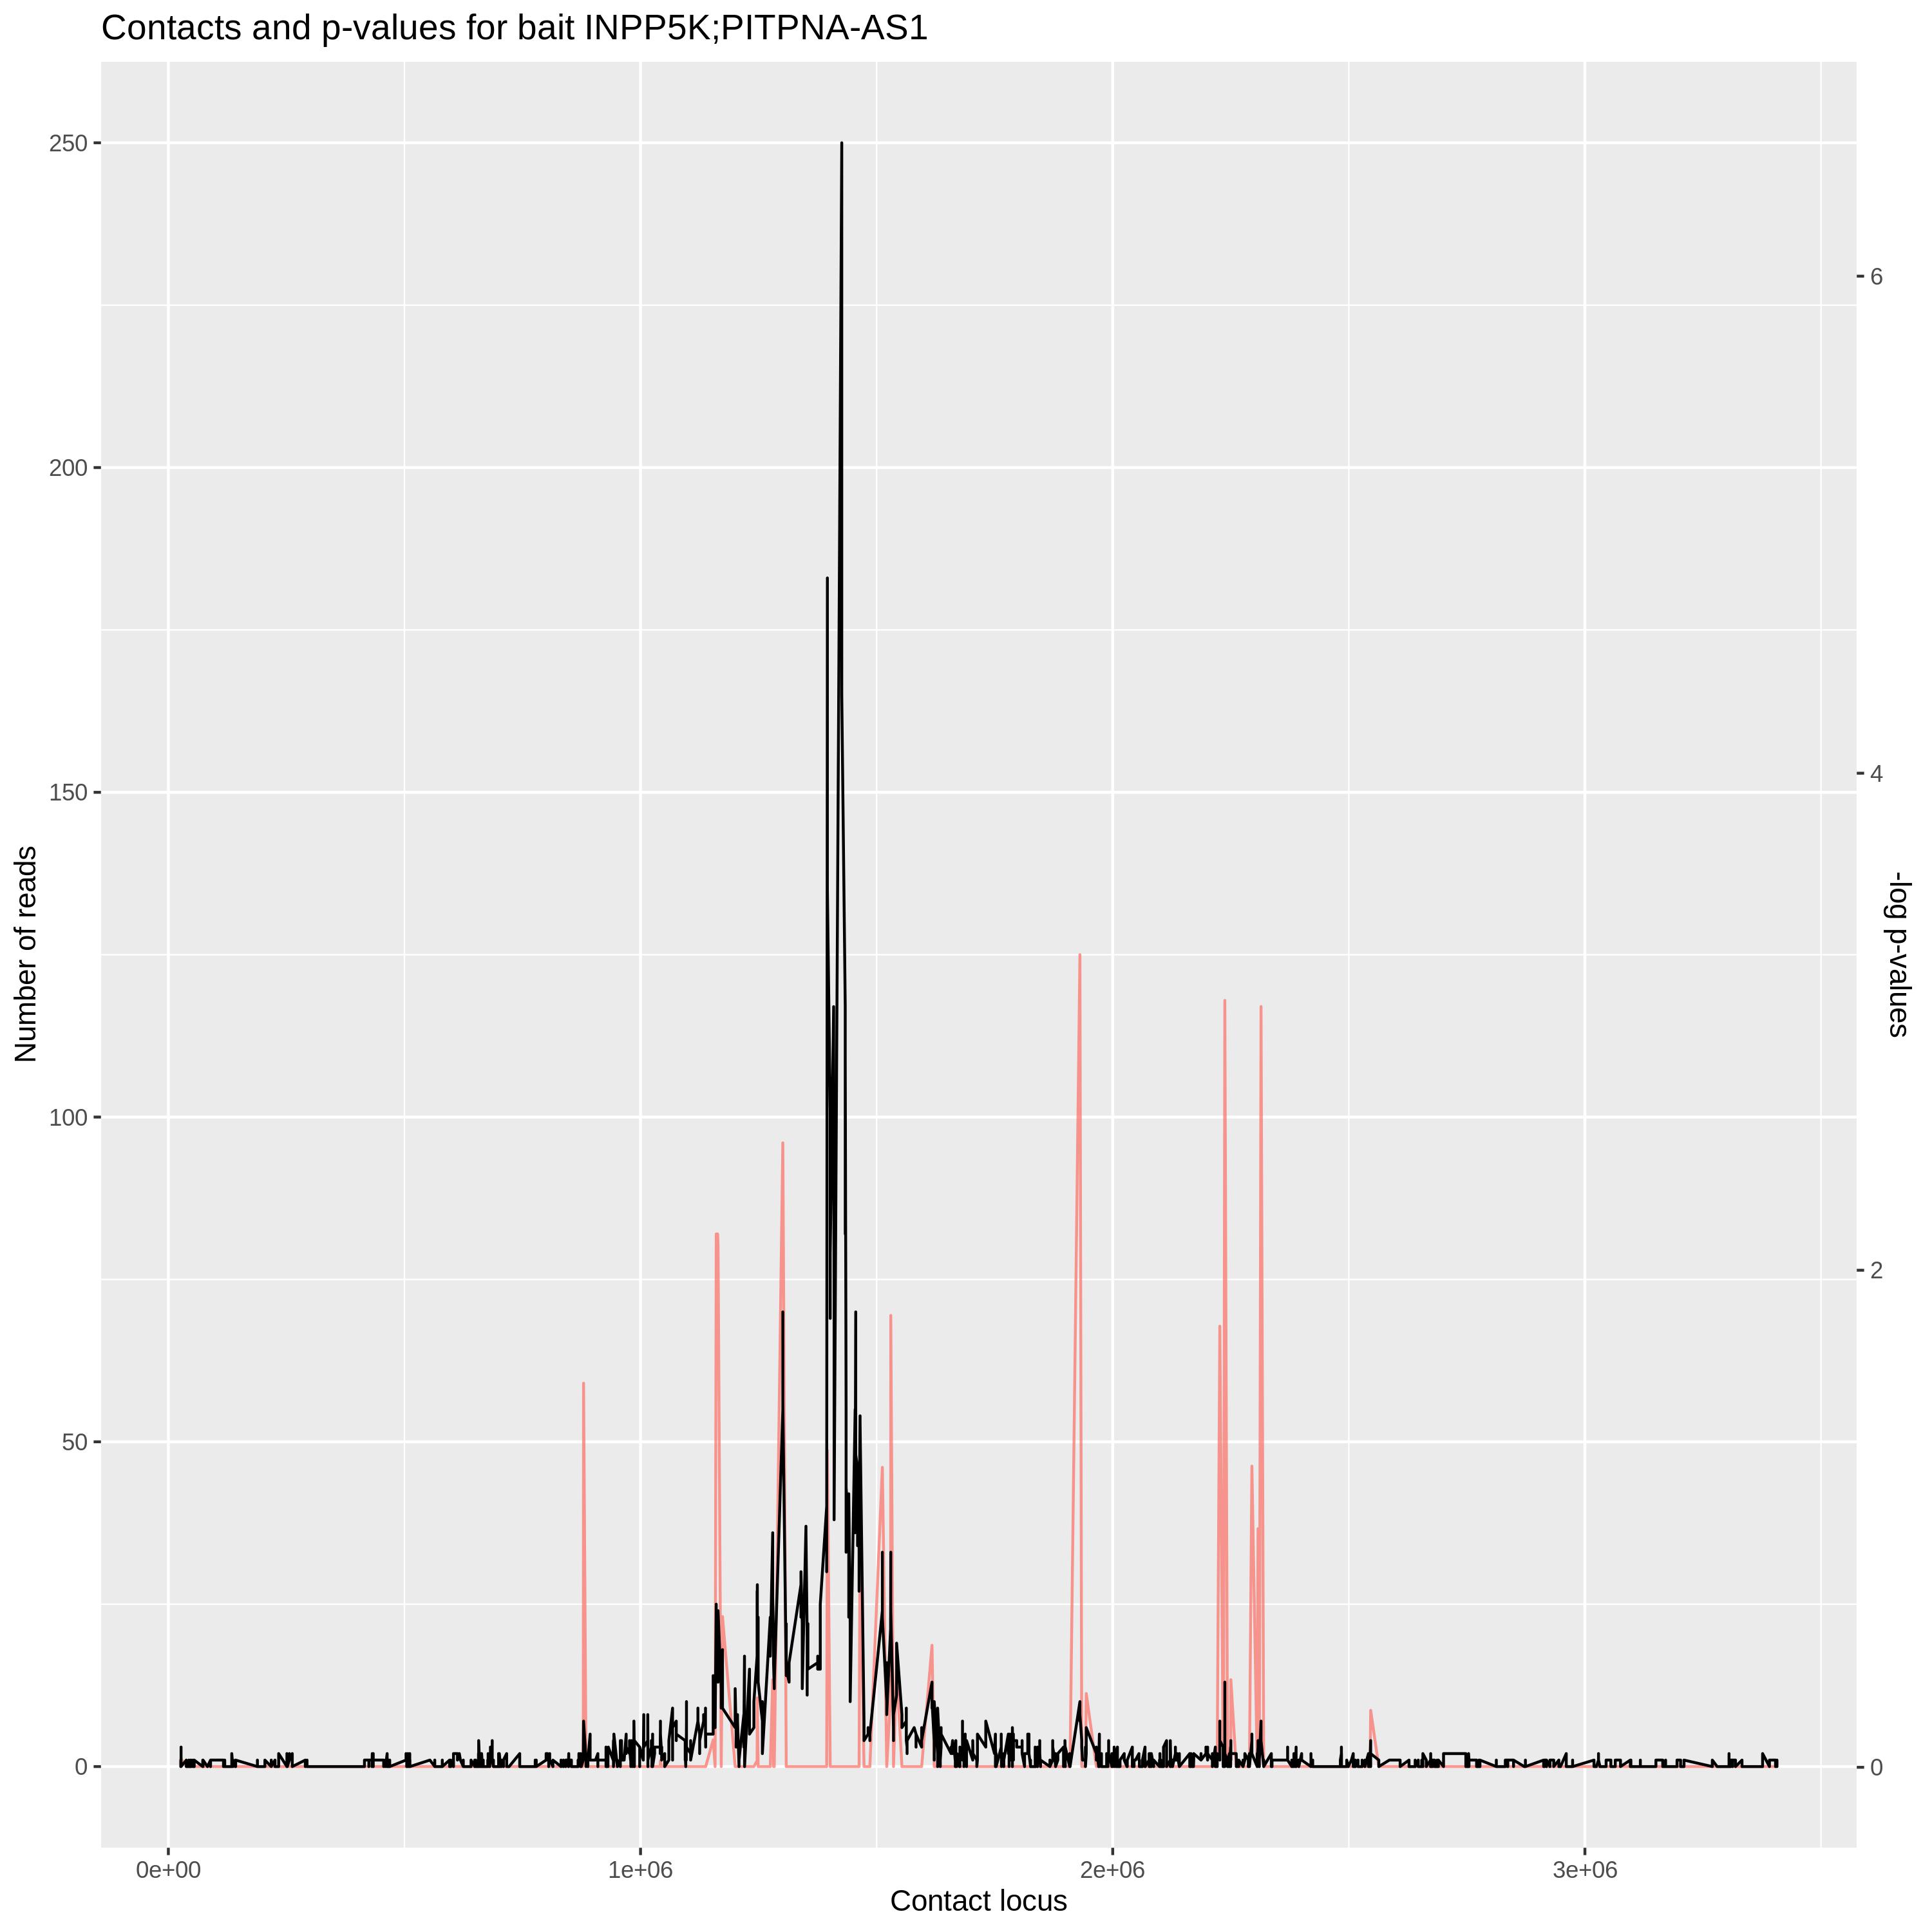 Contacts and p-values for bait INPP5K;PITPNA-AS1
250
200
150
100
50
0
Number of reads
6
4
2
0
-log p-values
0e+00 1e+06 2e+06 3e+06
Contact locus